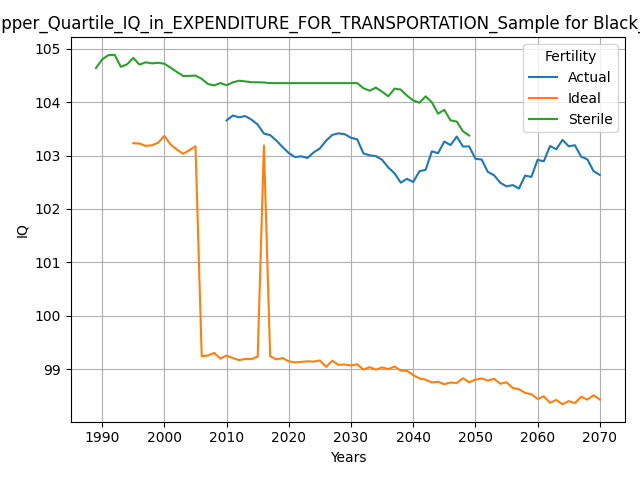 pper_Quartile_IQ_in_EXPENDITURE_FOR_TRANSPORTATION_Sample for Black_
105
104
103
102
101
100
99
IQ
Fertility
Actual
Ideal
Sterile
1990 2000 2010 2020 2030 2040 2050 2060 2070
Years